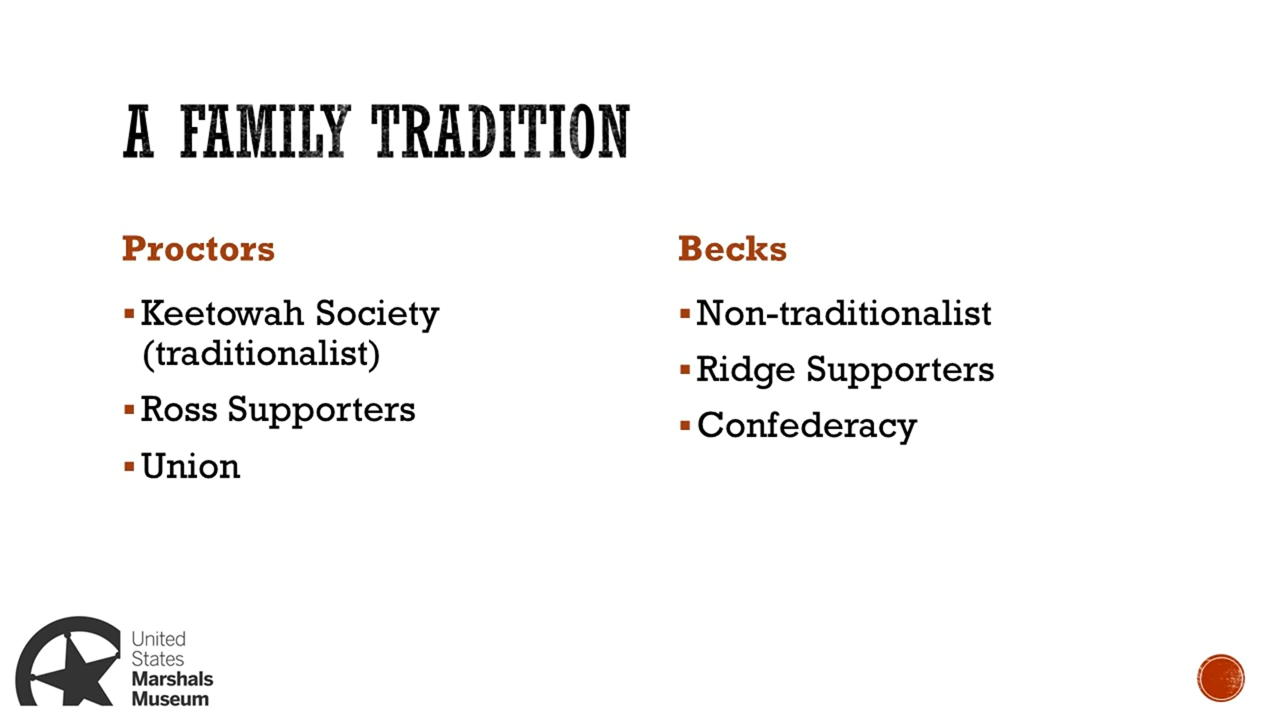 A FAMILY TRADITION
Proctors
▪Keetowah Society
(traditionalist)
▪Ross Supporters
▪Union
Becks
▪Non-traditionalist
▪Ridge Supporters
▪Confederacy
United
States
Marshals
Museum